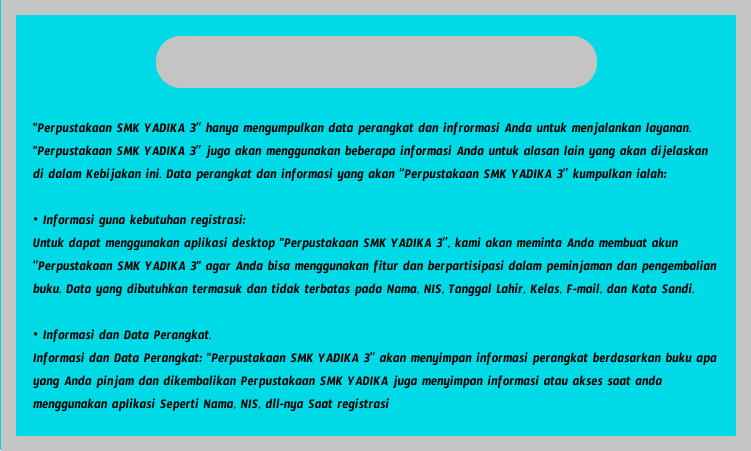 "Perpustakaan SMK YADIKA 3" hanya mengumpulkan data perangkat dan infrormasi Anda untuk menjalankan layanan.
"Perpustakaan SMK YADIKA 3" juga akan menggunakan beberapa informasi Anda untuk alasan lain yang akan dijelaskan
di dalam Kebijakan ini. Data perangkat dan informasi yang akan "Perpustakaan SMK YADIKA 3" kumpulkan ialah:
• Informasi guna kebutuhan registrasi:
Untuk dapat menggunakan aplikasi desktop "Perpustakaan SMK YADIKA 3", kami akan meminta Anda membuat akun
"Perpustakaan SMK YADIKA 3" agar Anda bisa menggunakan fitur dan berpartisipasi dalam peminjaman dan pengembalian
buku. Data yang dibutuhkan termasuk dan tidak terbatas pada Nama, NIS, Tanggal Lahir, Kelas, E-mail, dan Kata Sandi.
• Informasi dan Data Perangkat.
Informasi dan Data Perangkat: "Perpustakaan SMK YADIKA 3" akan menyimpan informasi perangkat berdasarkan buku apa
yang Anda pinjam dan dikembalikan Perpustakaan SMK YADIKA juga menyimpan informasi atau akses saat anda
menggunakan aplikasi Seperti Nama, NIS, dll-nya Saat registrasi